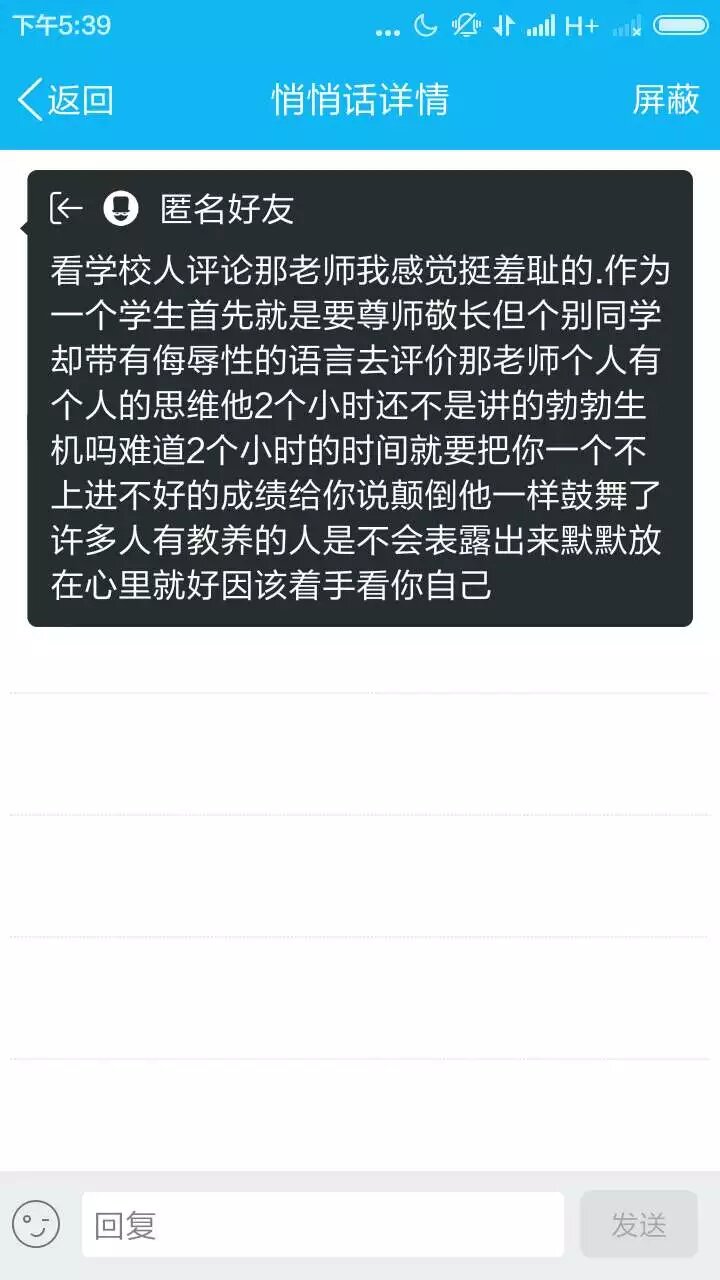 下午5:39
... H+
返回 悄悄话详情 屏蔽
匿名好友
看学校人评论那老师我感觉挺羞耻的.作为
一个学生首先就是要尊师敬长但个别同学
却带有侮辱性的语言去评价那老师个人有
个人的思维他2个小时还不是讲的勃勃生
机吗难道2个小时的时间就要把你一个不
上进不好的成绩给你说颠倒他一样鼓舞了
许多人有教养的人是不会表露出来默默放
在心里就好因该着手看你自己
回复 发送